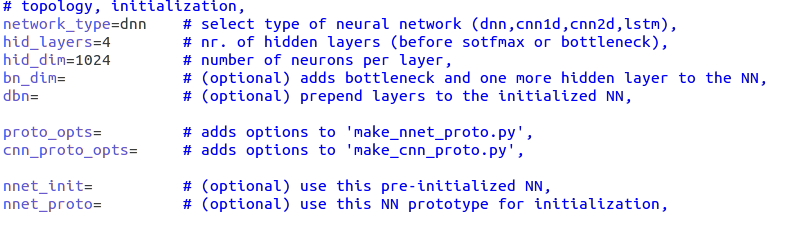 # topology, initialization,
network_type=dnn    # select type of neural network (dnn,cnn1d,cnn2d,lstm),
hid_layers=4        # nr. of hidden layers (before sotfmax or bottleneck),
hid_dim=1024        # number of neurons per layer,
bn_dim=             # (optional) adds bottleneck and one more hidden layer to the NN,
dbn=                # (optional) prepend layers to the initialized NN,

proto_opts=         # adds options to 'make_nnet_proto.py',
cnn_proto_opts=     # adds options to 'make_cnn_proto.py',

nnet_init=          # (optional) use this pre-initialized NN,
nnet_proto=         # (optional) use this NN prototype for initialization,